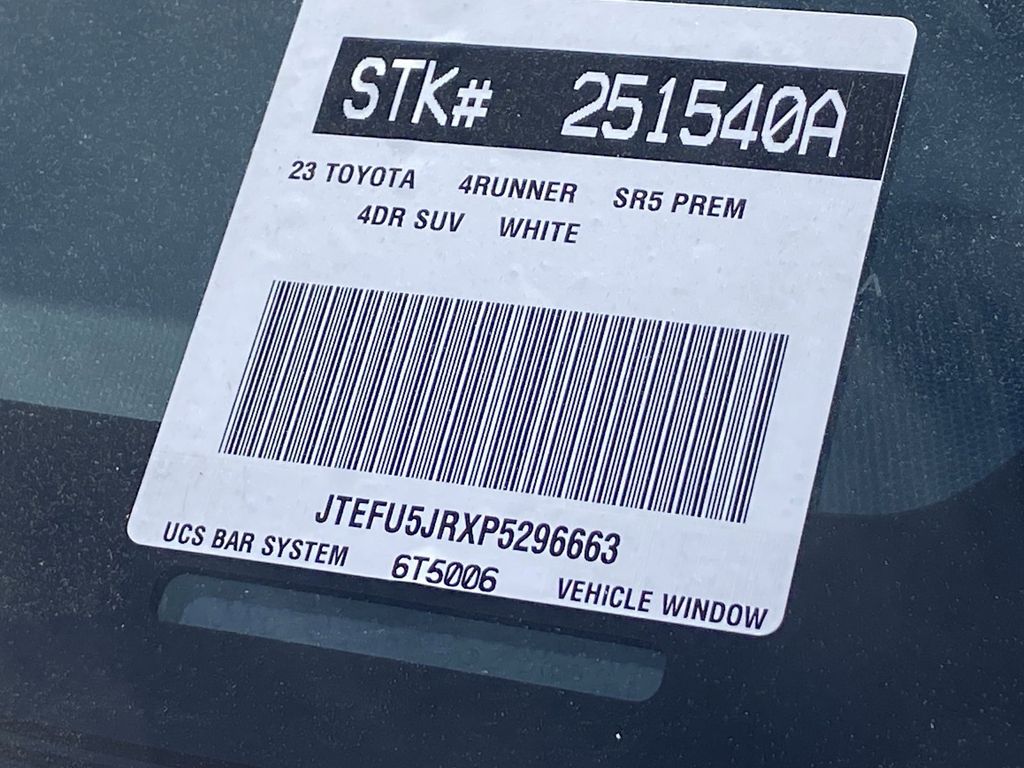 STK# 251540A
23 TOYOTA 4RUNNER SR5 PREM
4DR SUV WHITE
JTEFU5JRXP5296663
UCS BAR SYSTEM 6T5006 VEHICLE WINDOW